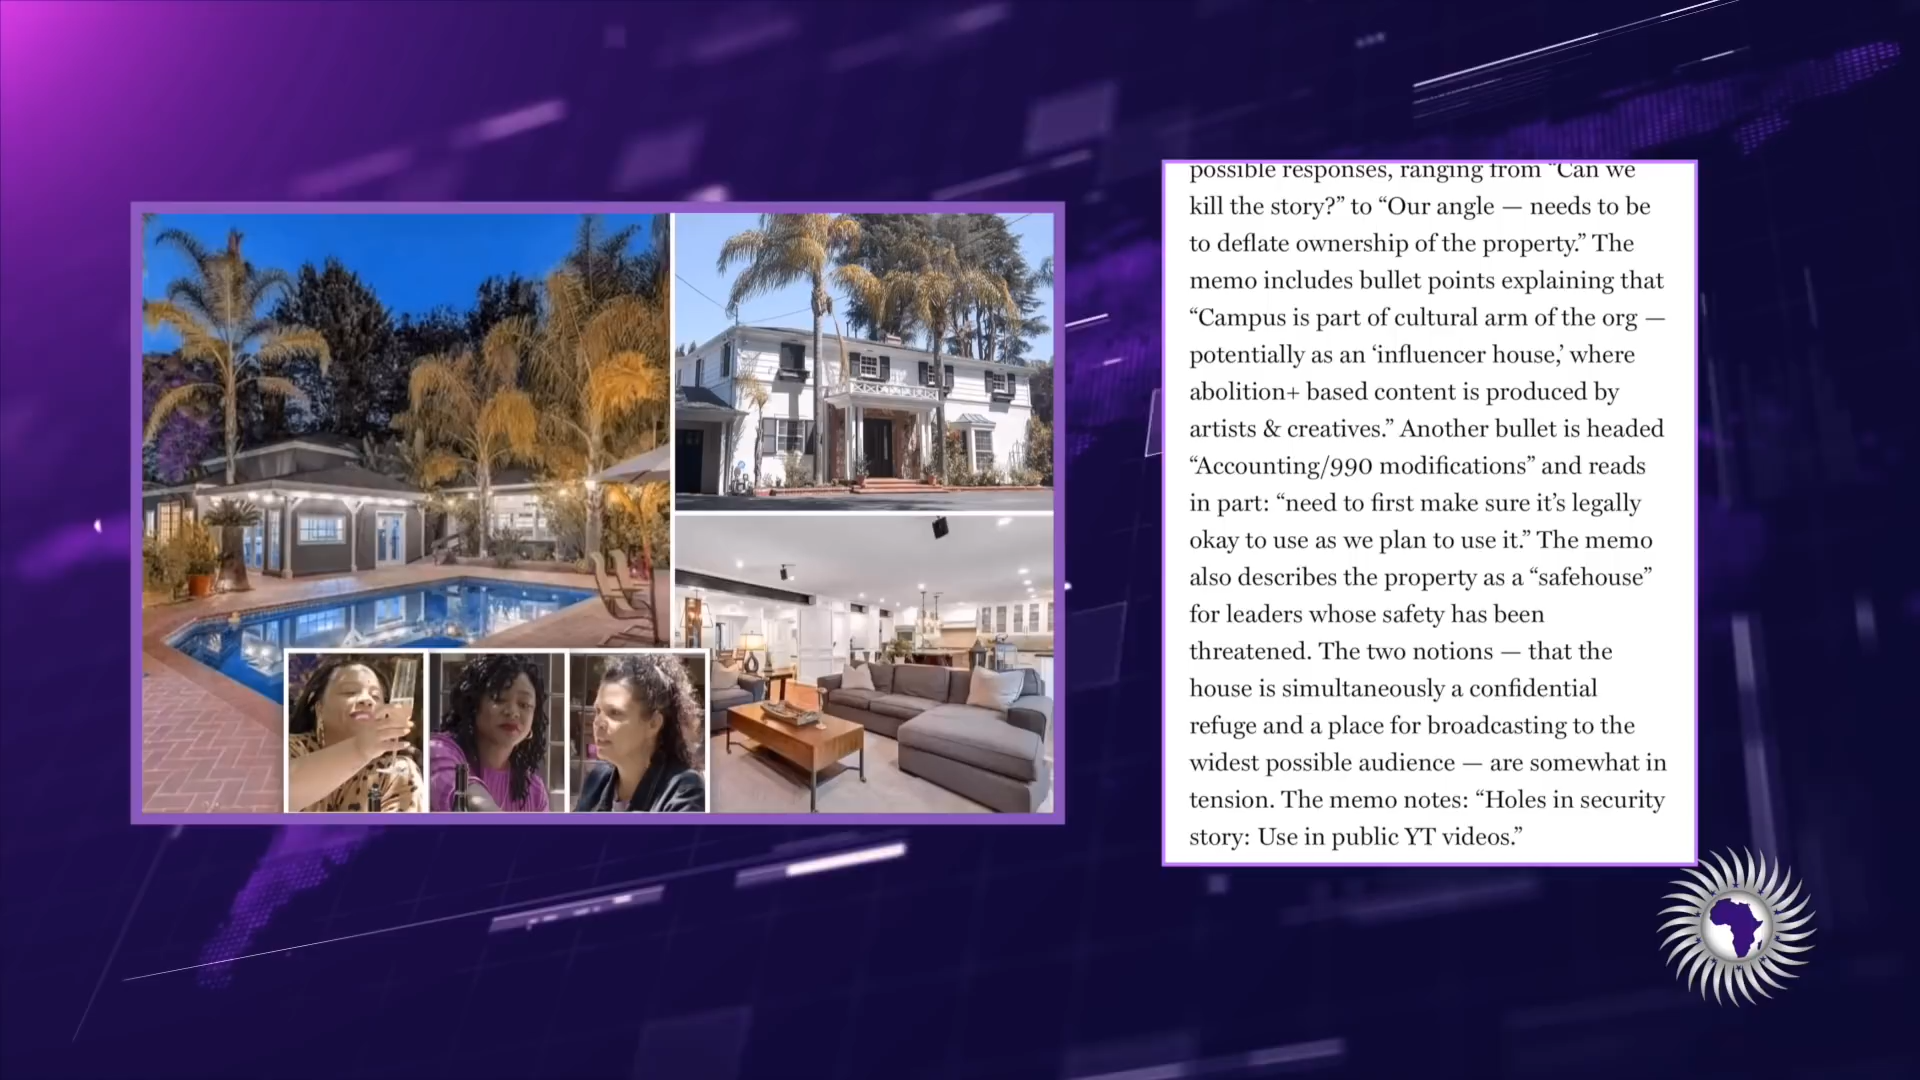 possible responses, ranging from “Can we
kill the story?” to “Our angle — needs to be
to deflate ownership of the property.” The
memo includes bullet points explaining that
“Campus is part of cultural arm of the org —
potentially as an ‘influencer house,’ where
abolition+ based content is produced by
artists & creatives.” Another bullet is headed
“Accounting/990 modifications” and reads
in part: “need to first make sure it’s legally
okay to use as we plan to use it.” The memo
also describes the property as a “safehouse”
for leaders whose safety has been
threatened. The two notions — that the
house is simultaneously a confidential
refuge and a place for broadcasting to the
widest possible audience — are somewhat in
tension. The memo notes: “Holes in security
story: Use in public YT videos.”